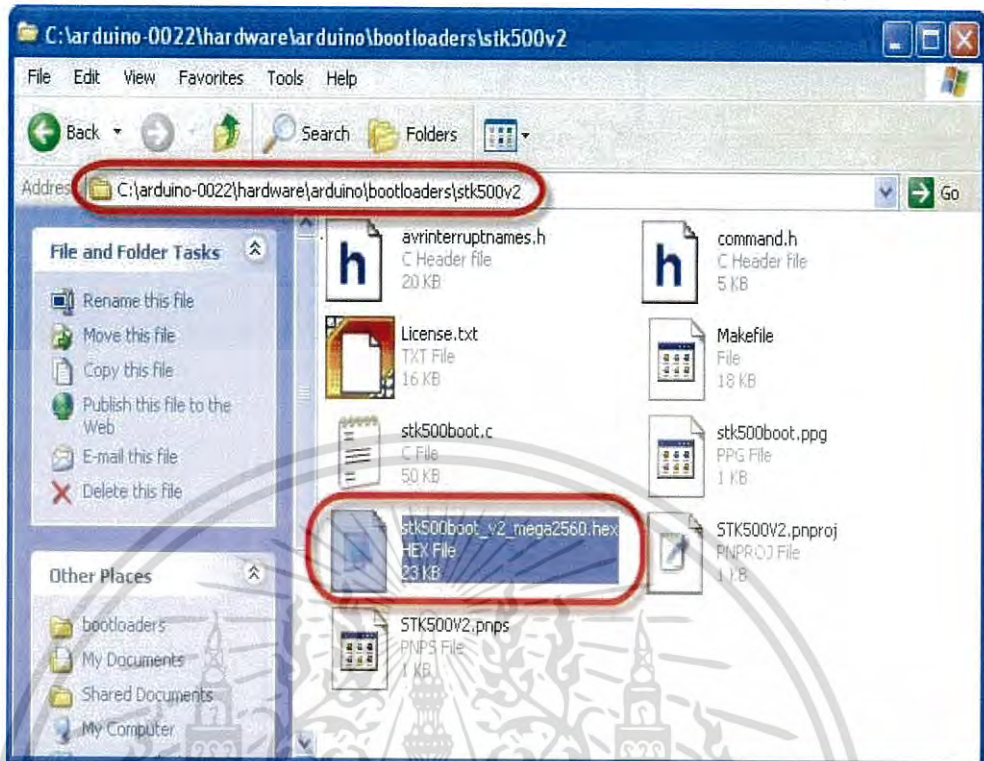 C:\arduino-0022\hardware\arduino\bootloaders\stk500v2
File Edit View Favorites Tools Help
Back Search Folders
Address C:\arduino-0022\hardware\arduino\bootloaders\stk500v2 Go
File and Folder Tasks
Rename this file
Move this file
Copy this file
Publish this file to the
Web
E-mail this file
Delete this file
Other Places
bootloaders
My Documents
Shared Documents
My Computer
avrinterruptnames.h
C Header file
20 KB
command.h
C Header file
5 KB
License.txt
TXT File
16 KB
Makefile
File
18 KB
stk500boot.c
C File
50 KB
stk500boot.ppg
PPG File
1 KB
stk500boot_v2_mega2560.hex
HEX File
23 KB
STK500V2.pnproj
PNPROJ File
1 KB
STK500V2.pnps
PNPS File
1 KB